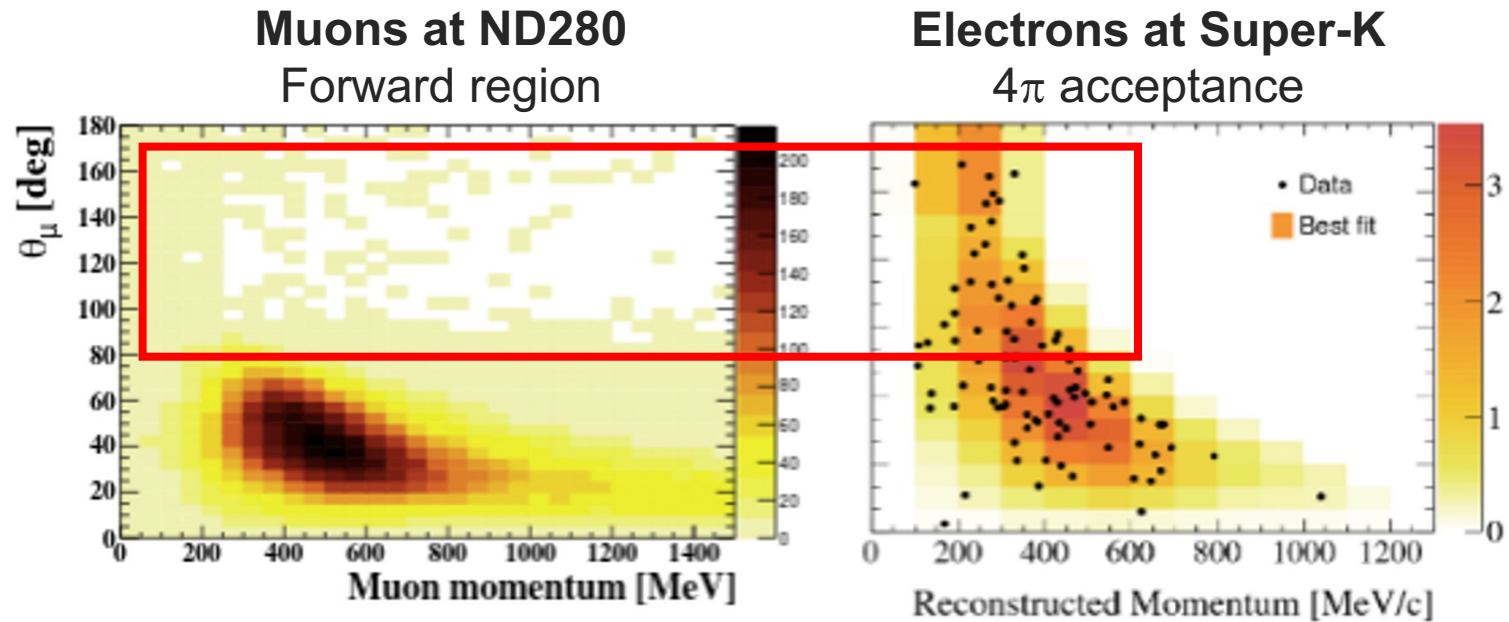 Muons at ND280
Forward region
Electrons at Super-K
4π acceptance
θμ [deg]
180
160
140
120
100
80
60
40
20
0
0 200 400 600 800 1000 1200 1400
Muon momentum [MeV]
200
180
160
140
120
100
80
60
40
20
0
Data
Best fit
0 200 400 600 800 1000 1200
Reconstructed Momentum [MeV/c]
3
2
1
0